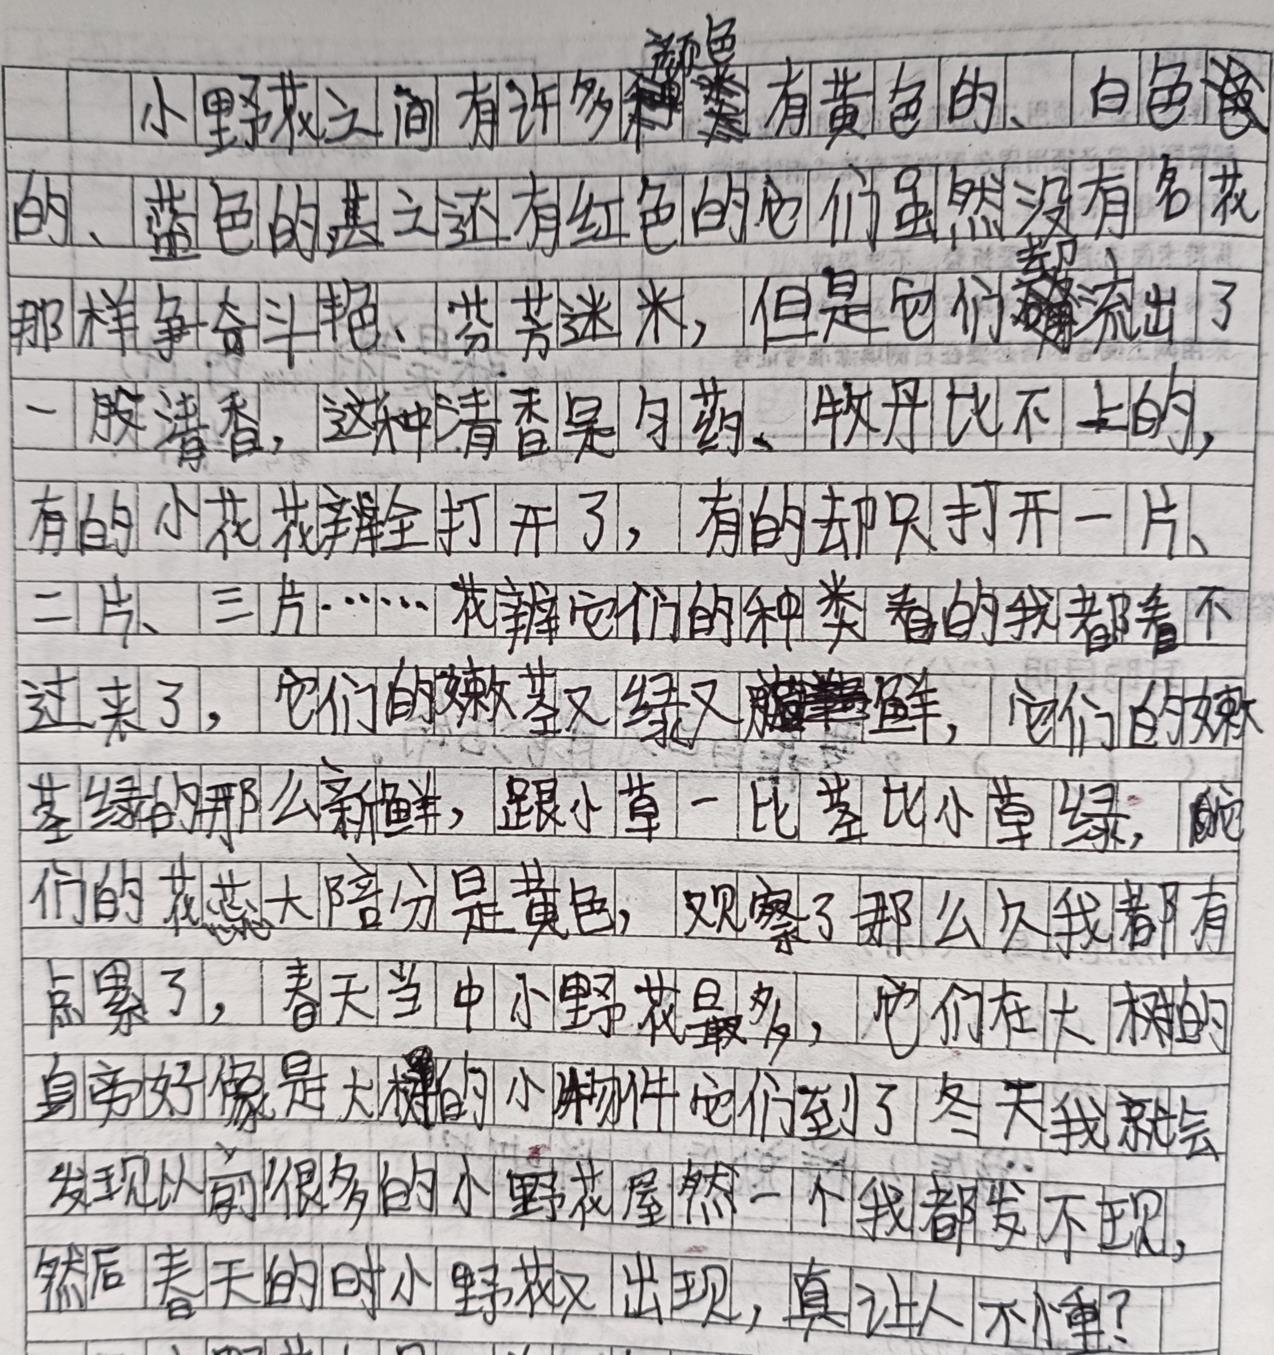 小野花之间有许多颜色有黄色的、白色
的、蓝色的甚之还有红色的它们虽然没有名花
那样争奇斗艳、芬芳迷米，但是它们却流出了
一股清香，这种清香是勺药、牧丹比不上的，
有的小花花辨全打开了，有的却只打开一片、
二片、三片……花辨它们的种类看的我都看不
过来了，它们的嫩茎又绿又鲜，它们的嫩
茎绿的那么新鲜，跟小草一比茎比小草绿，它
们的花蕊大陪分是黄色，观察了那么久我都有
点累了，春天当中小野花最多，它们在大树的
身旁好像是大树的小物件它们到了冬天我就会
发现以前很多的小野花屋然一个我都发不现，
然后春天的时小野花又出现，真让人不懂？